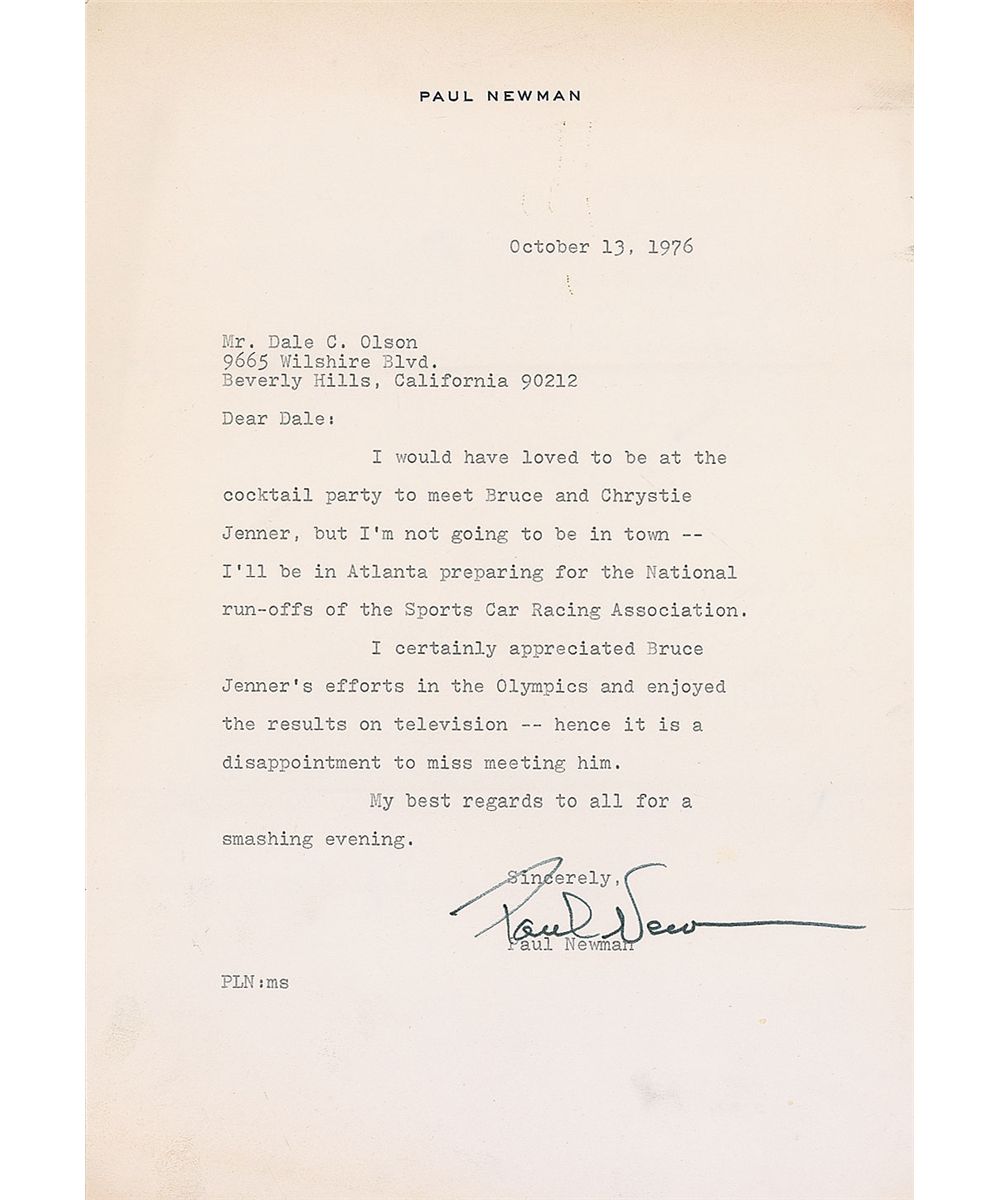 PAUL NEWMAN
October 13, 1976
Mr. Dale C. Olson
9665 Wilshire Blvd.
Beverly Hills, California 90212
Dear Dale:
I would have loved to be at the
cocktail party to meet Bruce and Chrystie
Jenner, but I'm not going to be in town --
I'll be in Atlanta preparing for the National
run-offs of the Sports Car Racing Association.
I certainly appreciated Bruce
Jenner's efforts in the Olympics and enjoyed
the results on television -- hence it is a
disappointment to miss meeting him.
My best regards to all for a
smashing evening.
Sincerely,
Paul Newman
Paul Newman
PLN:ms